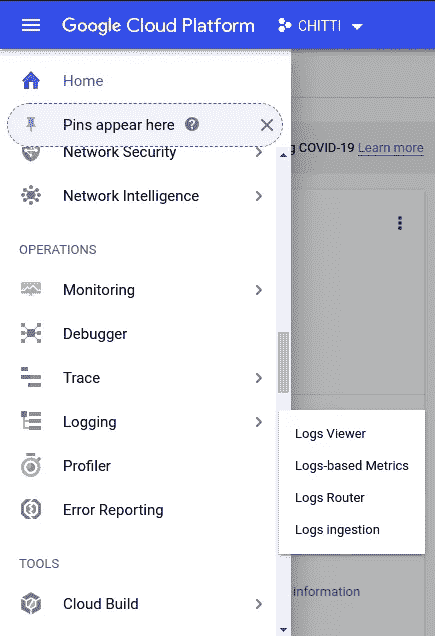 Google Cloud Platform CHITTI
Home
Pins appear here ?
Network Security
g COVID-19 Learn more
Network Intelligence
OPERATIONS
Monitoring
Debugger
Trace
Logging
Logs Viewer
Logs-based Metrics
Logs Router
Logs ingestion
Profiler
Error Reporting
TOOLS
Cloud Build
information